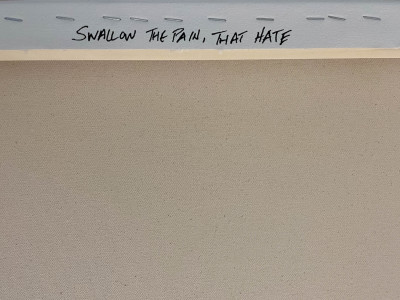 SWALLOW THE PAIN, THAT HATE